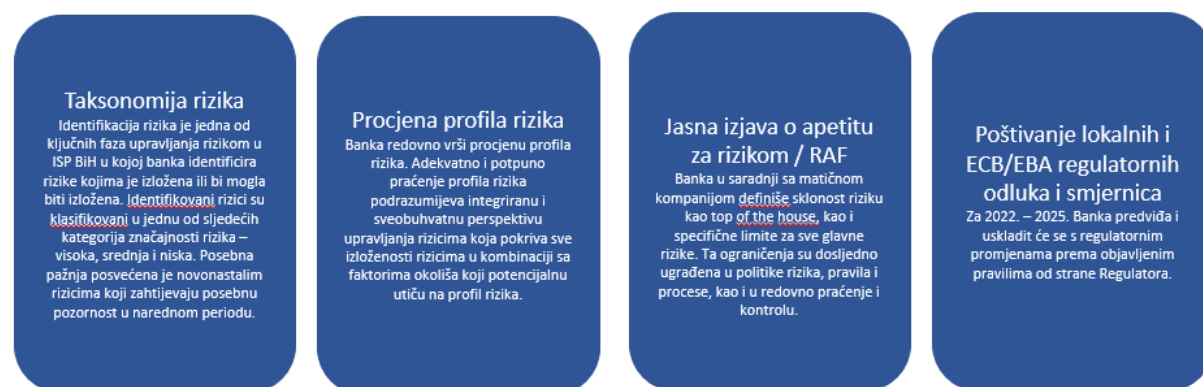 Taksonomija rizika
Identifikacija rizika je jedna od
ključnih faza upravljanja rizikom u
ISP BiH u kojoj banka identificira
rizike kojima je izložena ili bi mogla
biti izložena. Identifikovani rizici su
klasifikovani u jednu od sljedećih
kategorija značajnosti rizika –
visoka, srednja i niska. Posebna
pažnja posvećena je novonastalim
rizicima koji zahtijevaju posebnu
pozornost u narednom periodu.
Procjena profila rizika
Banka redovno vrši procjenu profila
rizika. Adekvatno i potpuno
praćenje profila rizika
podrazumijeva integriranu i
sveobuhvatnu perspektivu
upravljanja rizicima koja pokriva sve
izloženosti rizicima u kombinaciji sa
faktorima okoliša koji potencijalnu
utiču na profil rizika.
Jasna izjava o apetitu
za rizikom / RAF
Banka u saradnji sa matičnom
kompanijom definiše sklonost riziku
kao top of the house, kao i
specifične limite za sve glavne
rizike. Ta ograničenja su dosljedno
ugrađena u politike rizika, pravila i
procese, kao i u redovno praćenje i
kontrolu.
Poštivanje lokalnih i
ECB/EBA regulatornih
odluka i smjernica
Za 2022. – 2025. Banka predviđa i
uskladit će se s regulatornim
promjenama prema objavljenim
pravilima od strane Regulatora.